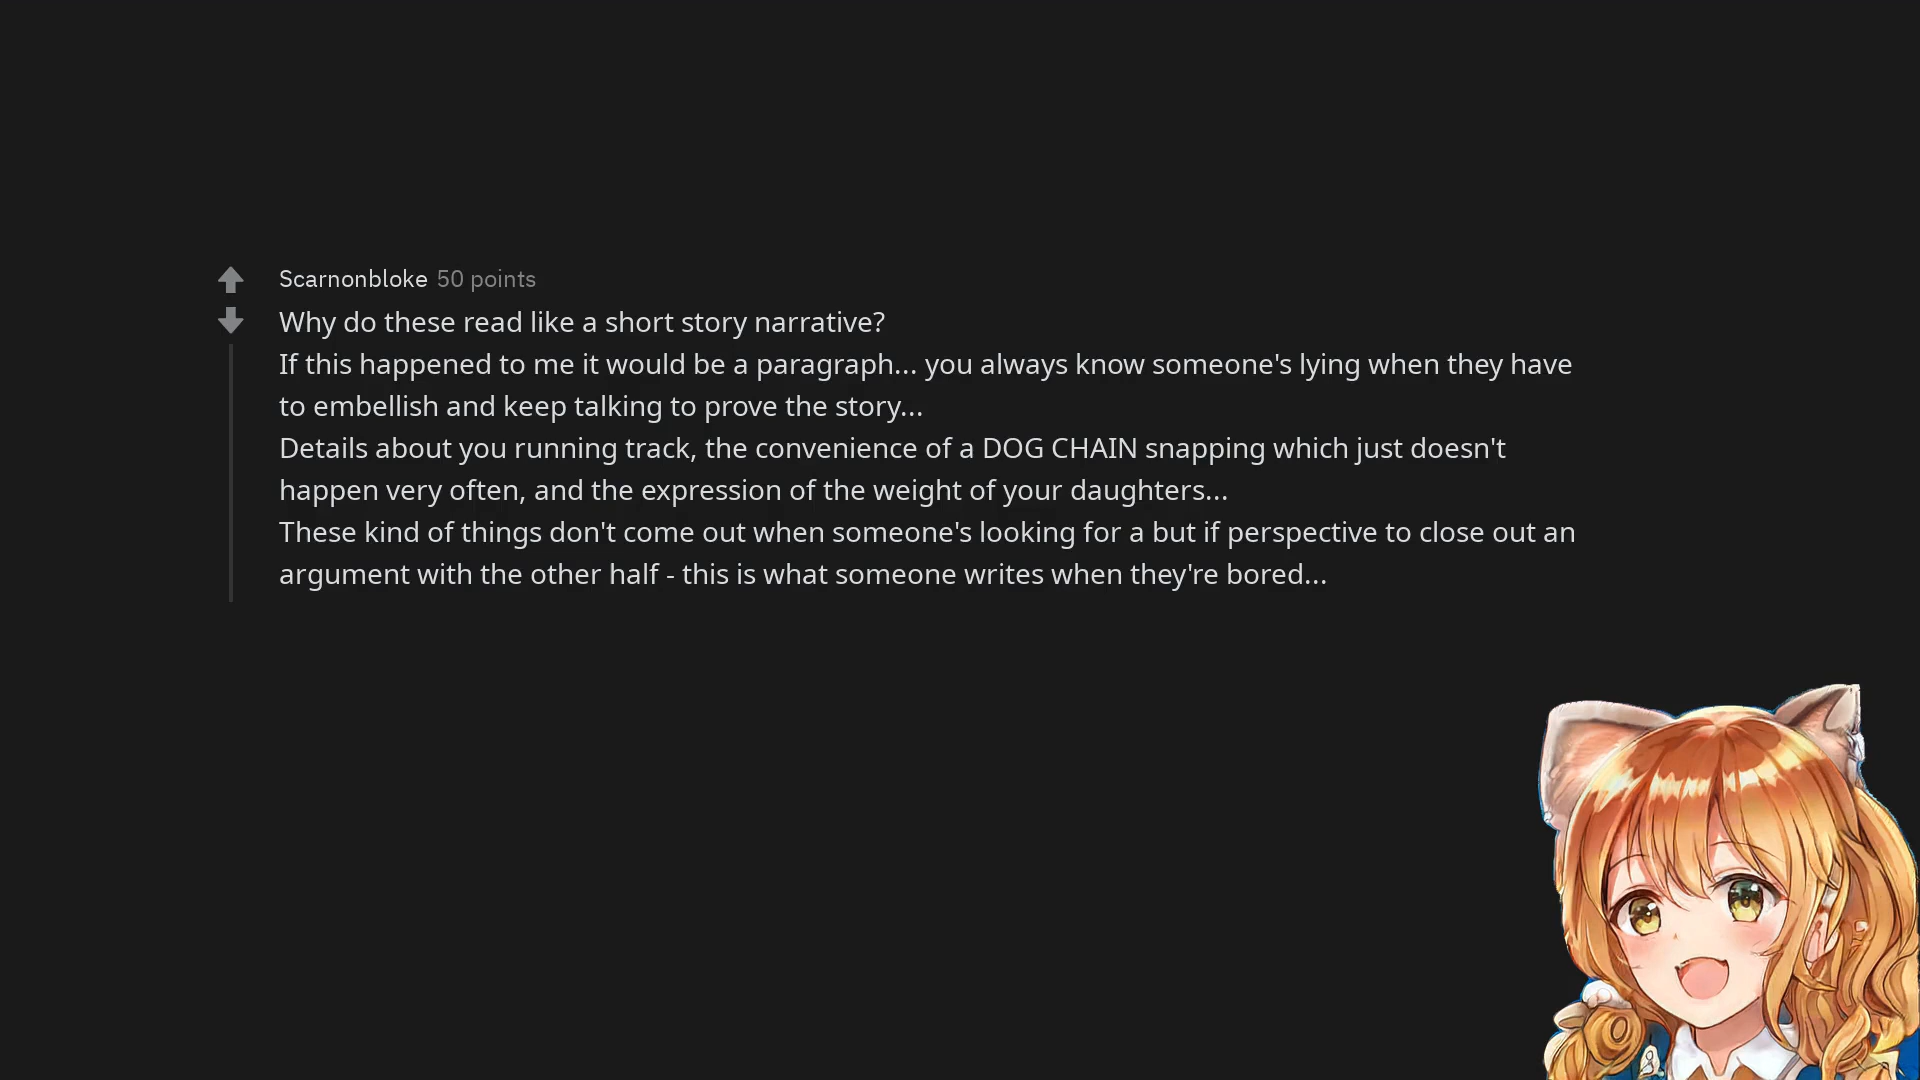 Scarnonbloke 50 points
Why do these read like a short story narrative?
If this happened to me it would be a paragraph... you always know someone's lying when they have
to embellish and keep talking to prove the story...
Details about you running track, the convenience of a DOG CHAIN snapping which just doesn't
happen very often, and the expression of the weight of your daughters...
These kind of things don't come out when someone's looking for a but if perspective to close out an
argument with the other half - this is what someone writes when they're bored...